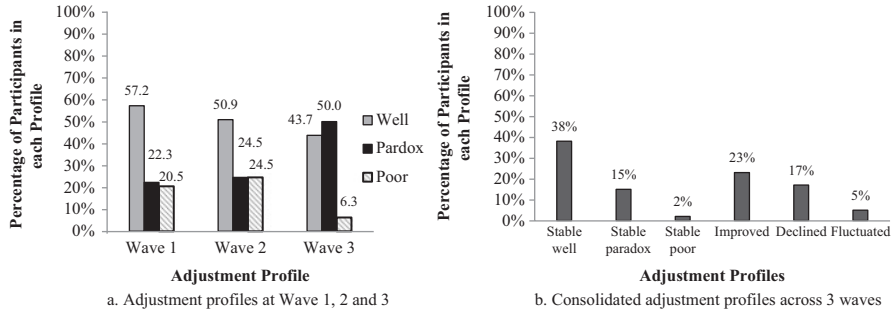 Percentage of Participants in
each Profile
100%
90%
80%
70%
60%
50%
40%
30%
20%
10%
0%
57.2
22.3
20.5
50.9
24.5
24.5
43.7
50.0
6.3
Well
Pardox
Poor
Wave 1 Wave 2 Wave 3
Adjustment Profile
a. Adjustment profiles at Wave 1, 2 and 3
Percentage of Participants in
each Profile
100%
90%
80%
70%
60%
50%
40%
30%
20%
10%
0%
38%
15%
2%
23%
17%
5%
Stable Stable Stable Improved Declined Fluctuated
well paradox poor
Adjustment Profiles
b. Consolidated adjustment profiles across 3 waves